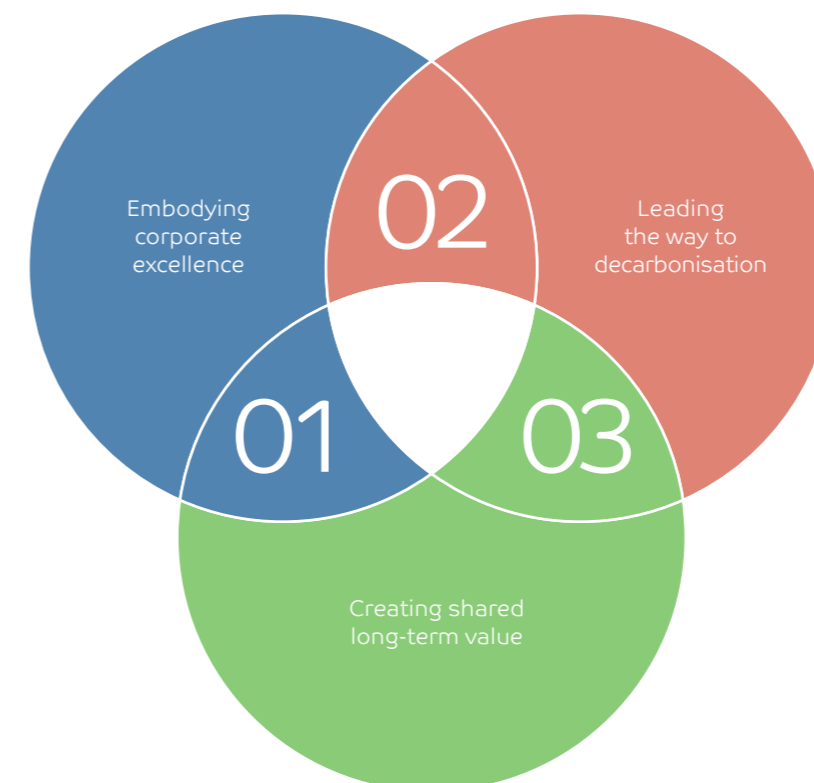 02
Embodying
corporate
excellence
Leading
the way to
decarbonisation
01
03
Creating shared
long-term value